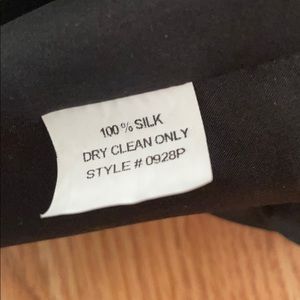 100% SILK
DRY CLEAN ONLY
STYLE # 0928P